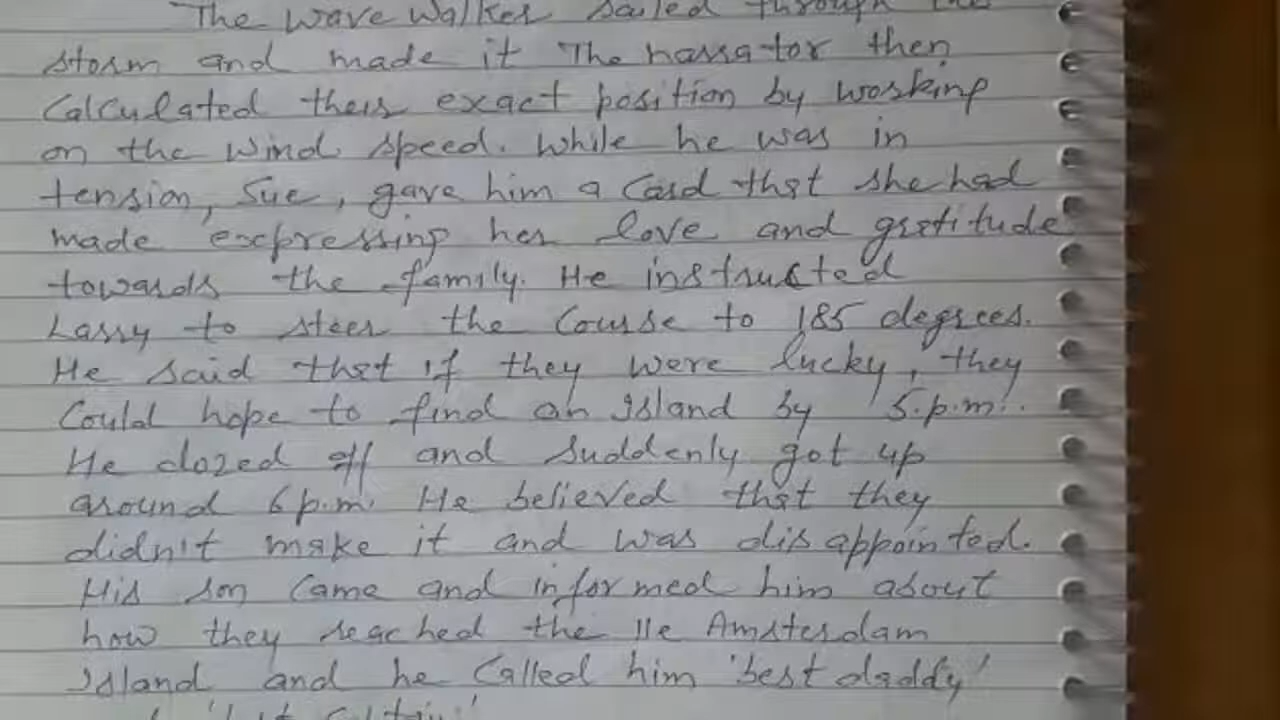 The Wave Walker sailed through the
storm and made it The narrator then
Calculated their exact position by working
on the wind speed. While he was in
tension, Sue, gave him a Card that she had
made expressing her love and gratitude
towards the family. He instructed
Larry to steer the Course to 185 degrees.
He said that if they were lucky, they
Could hope to find an Island by 5.p.m..
He dozed off and suddenly got up
around 6 p.m. He believed that they
didn't make it and was disappointed.
His son Came and informed him about
how they reached the Ile Amsterdam
Island and he Called him 'best daddy'